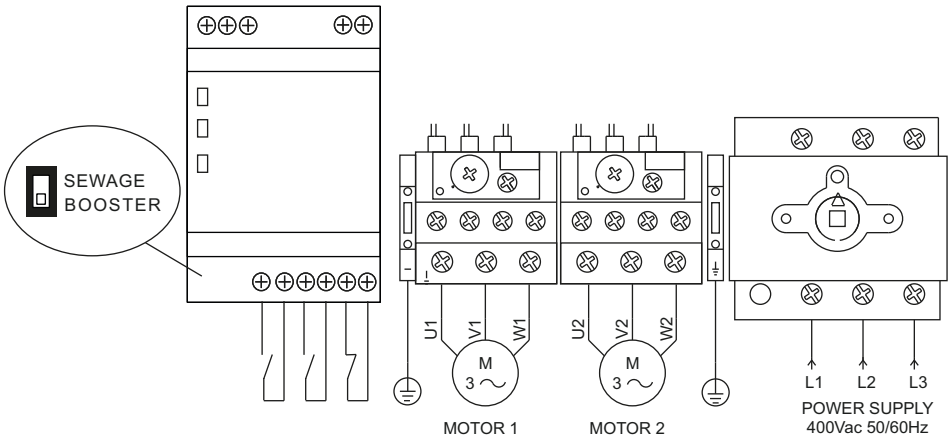 SEWAGE
BOOSTER
U1
V1
W1
U2
V2
W2
M
3
M
3
L1
L2
L3
MOTOR 1
MOTOR 2
POWER SUPPLY
400Vac 50/60Hz